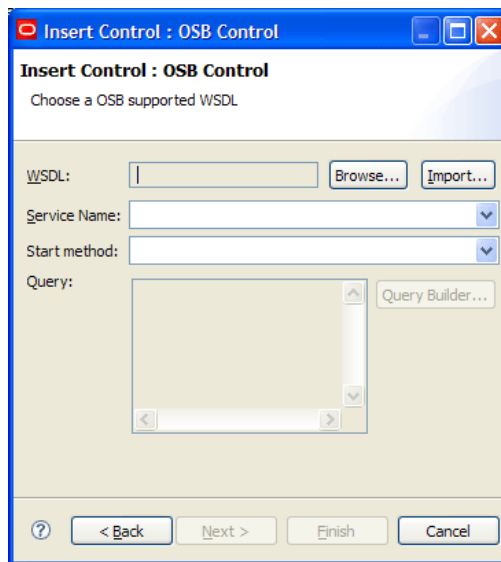 Insert Control : OSB Control
Insert Control : OSB Control
Choose a OSB supported WSDL
WSDL: Browse... Import...
Service Name:
Start method:
Query: Query Builder...
? < Back Next > Finish Cancel